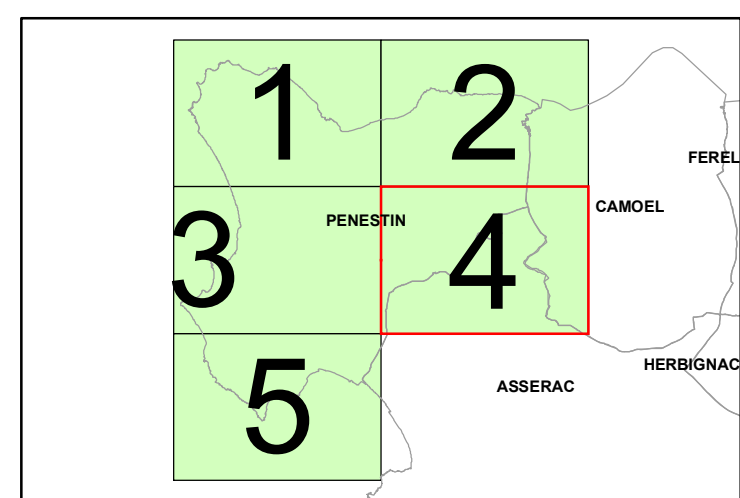 1
2
FEREL
CAMOEL
PENESTIN
3
4
HERBIGNAC
ASSERAC
5